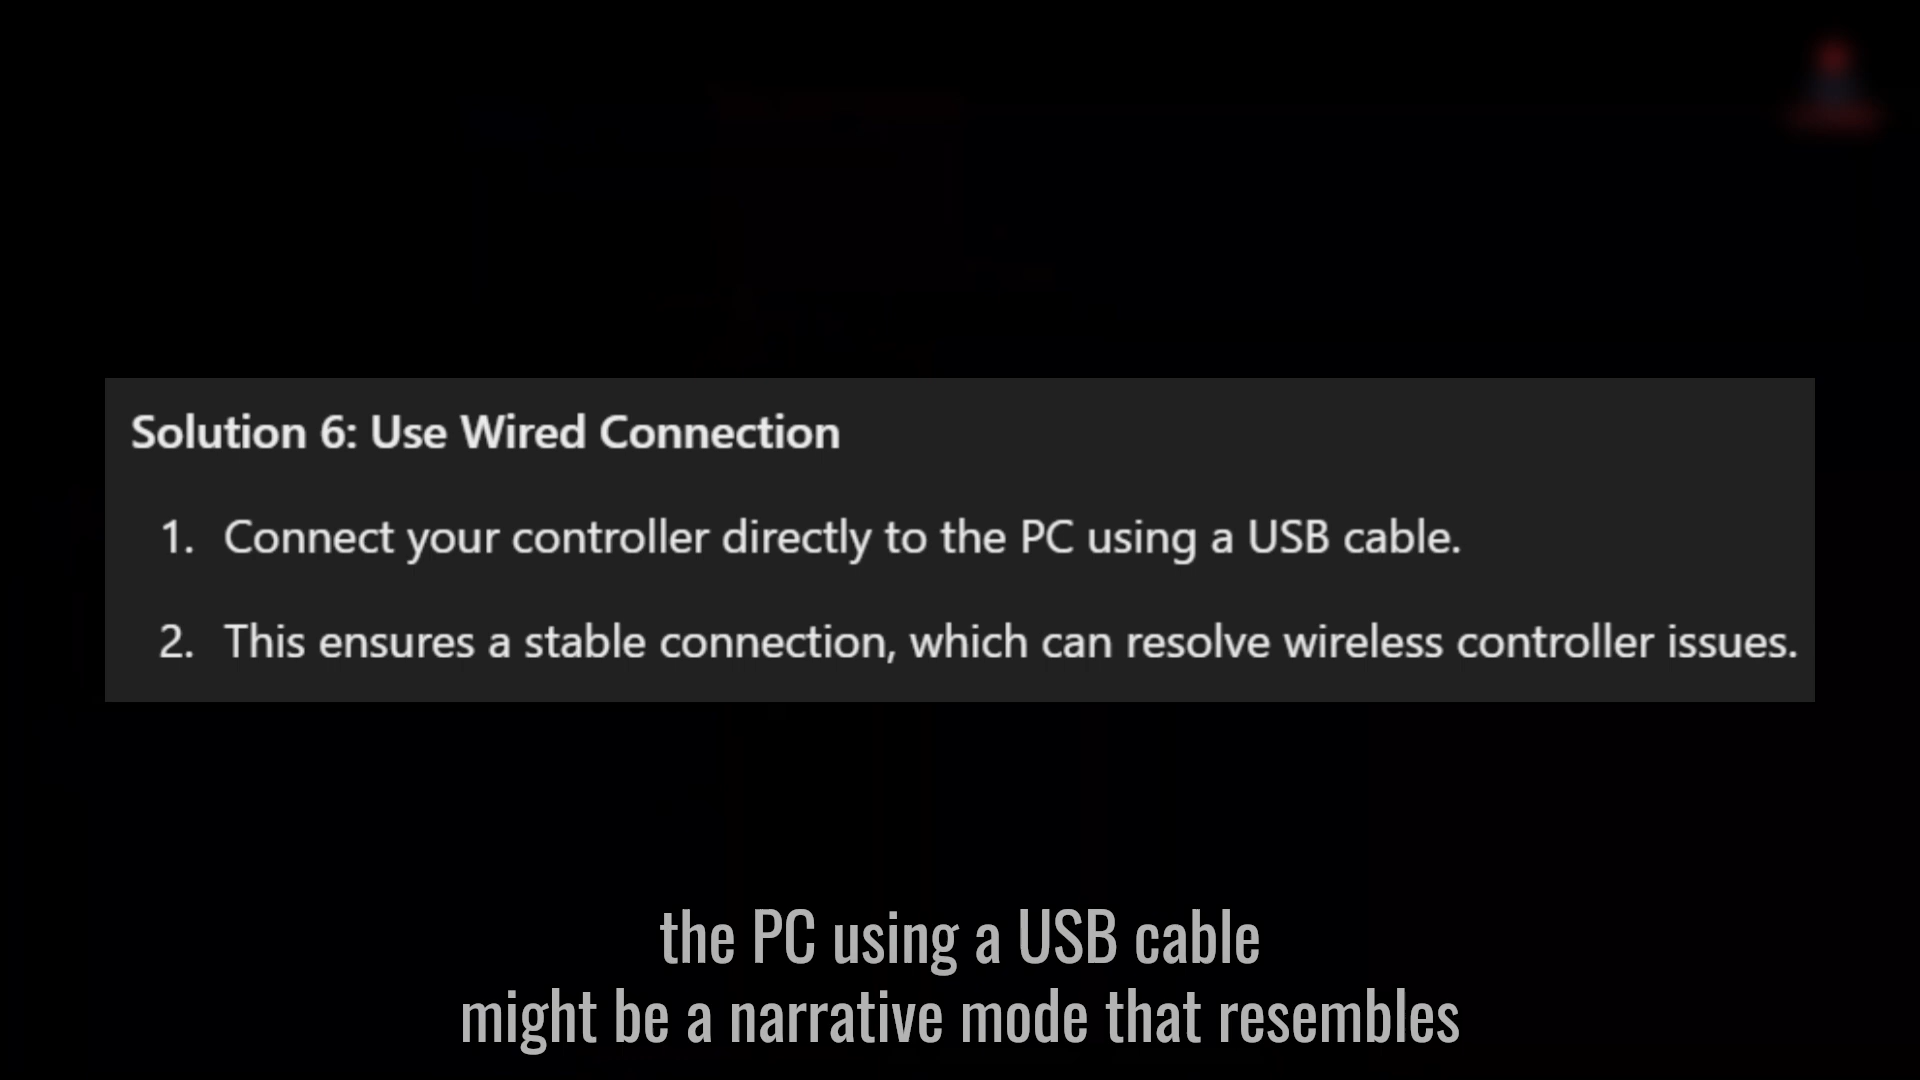 Solution 6: Use Wired Connection
1. Connect your controller directly to the PC using a USB cable.
2. This ensures a stable connection, which can resolve wireless controller issues.
the PC using a USB cable
might be a narrative mode that resembles